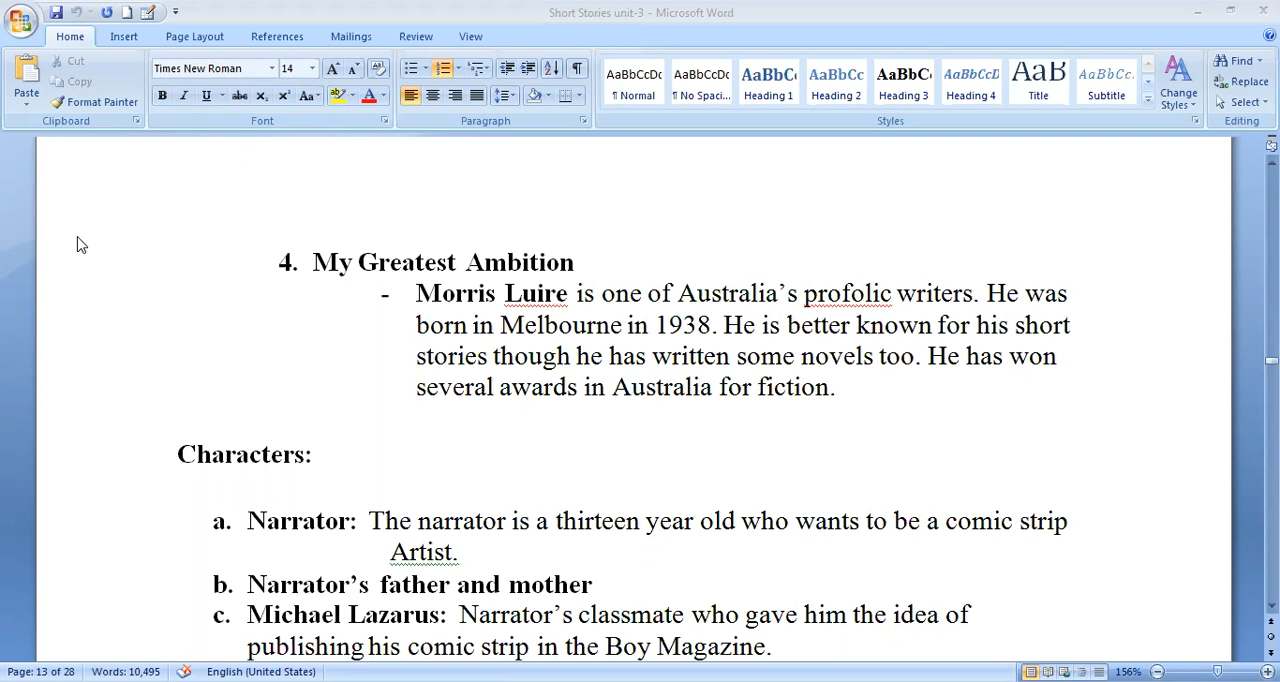 Short Stories unit-3 - Microsoft Word
Home Insert Page Layout References Mailings Review View
Paste
Cut
Copy
Format Painter
Clipboard
Times New Roman 14
Font
Paragraph
AaBbCcDc AaBbCcDc AaBbC AaBbCc AaBbC AaBbCcD AaB AaBbCc.
¶ Normal ¶ No Spaci... Heading 1 Heading 2 Heading 3 Heading 4 Title Subtitle
Change Styles
Styles
Find
Replace
Select
Editing
4. My Greatest Ambition
- Morris Luire is one of Australia's profolic writers. He was
born in Melbourne in 1938. He is better known for his short
stories though he has written some novels too. He has won
several awards in Australia for fiction.
Characters:
a. Narrator: The narrator is a thirteen year old who wants to be a comic strip
Artist.
b. Narrator's father and mother
c. Michael Lazarus: Narrator's classmate who gave him the idea of
publishing his comic strip in the Boy Magazine.
Page: 13 of 28 Words: 10,495 English (United States) 156%